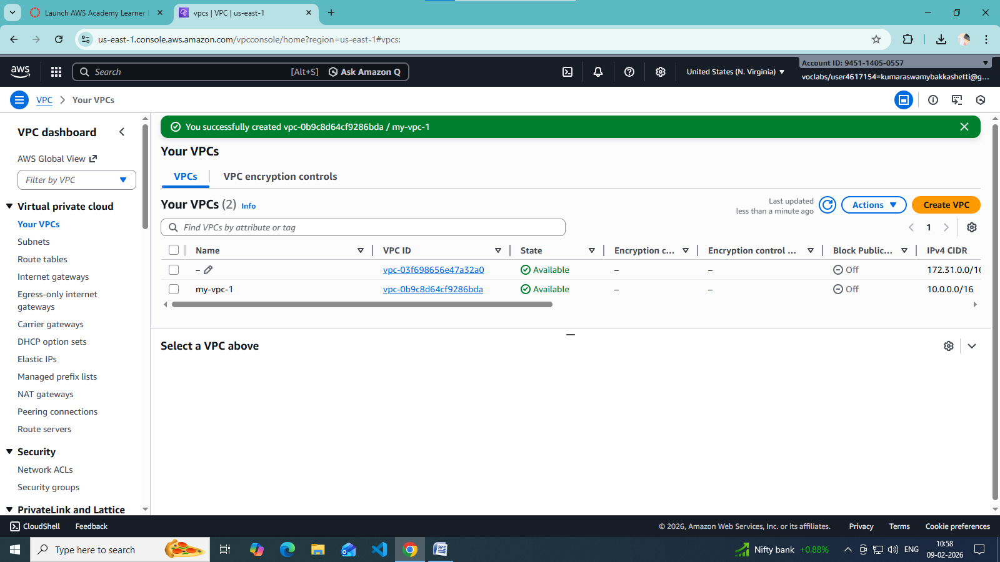 Launch AWS Academy Learner
vpcs | VPC | us-east-1
us-east-1.console.aws.amazon.com/vpcconsole/home?region=us-east-1#vpcs:
aws
Search
[Alt+S]
Ask Amazon Q
United States (N. Virginia)
Account ID: 9451-1405-0557
voclabs/user4617154=kumaraswamybakkashetti@g...
VPC
Your VPCs
VPC dashboard
AWS Global View
Filter by VPC
Virtual private cloud
Your VPCs
Subnets
Route tables
Internet gateways
Egress-only internet
gateways
Carrier gateways
DHCP option sets
Elastic IPs
Managed prefix lists
NAT gateways
Peering connections
Route servers
Security
Network ACLs
Security groups
PrivateLink and Lattice
You successfully created vpc-0b9c8d64cf9286bda / my-vpc-1
Your VPCs
VPCs
VPC encryption controls
Your VPCs (2) Info
Last updated
less than a minute ago
Actions
Create VPC
Find VPCs by attribute or tag
1
Name VPC ID State Encryption c... Encryption control ... Block Public... IPv4 CIDR
– vpc-03f698656e47a32a0 Available – – Off 172.31.0.0/16
my-vpc-1 vpc-0b9c8d64cf9286bda Available – – Off 10.0.0.0/16
Select a VPC above
CloudShell
Feedback
© 2026, Amazon Web Services, Inc. or its affiliates.
Privacy
Terms
Cookie preferences
Type here to search
Nifty bank +0.88%
ENG
10:58
09-02-2026